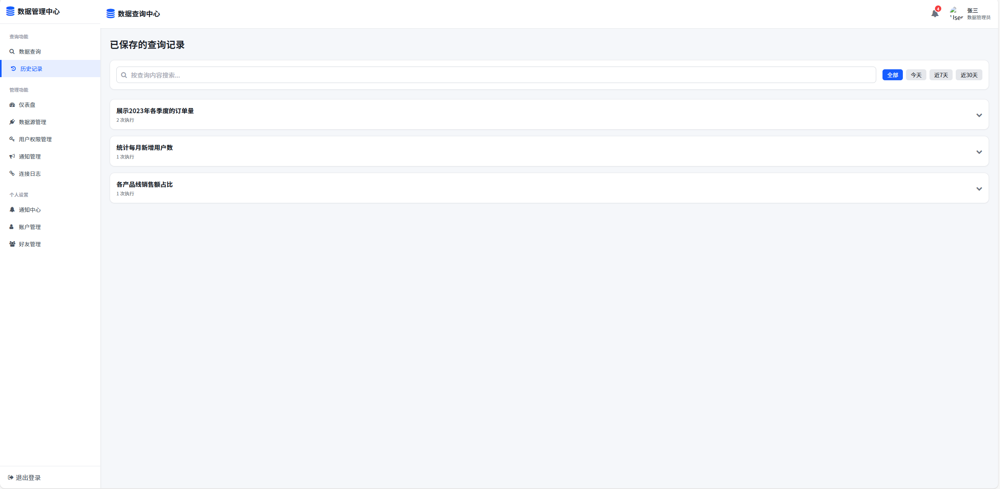 数据管理中心
查询功能
数据查询
历史记录
管理功能
仪表盘
数据源管理
用户权限管理
通知管理
连接日志
个人设置
通知中心
账户管理
好友管理
退出登录
数据查询中心
4
User
张三
数据管理员
已保存的查询记录
按查询内容搜索...
全部
今天
近7天
近30天
展示2023年各季度的订单量
2 次执行
统计每月新增用户数
1 次执行
各产品线销售额占比
1 次执行